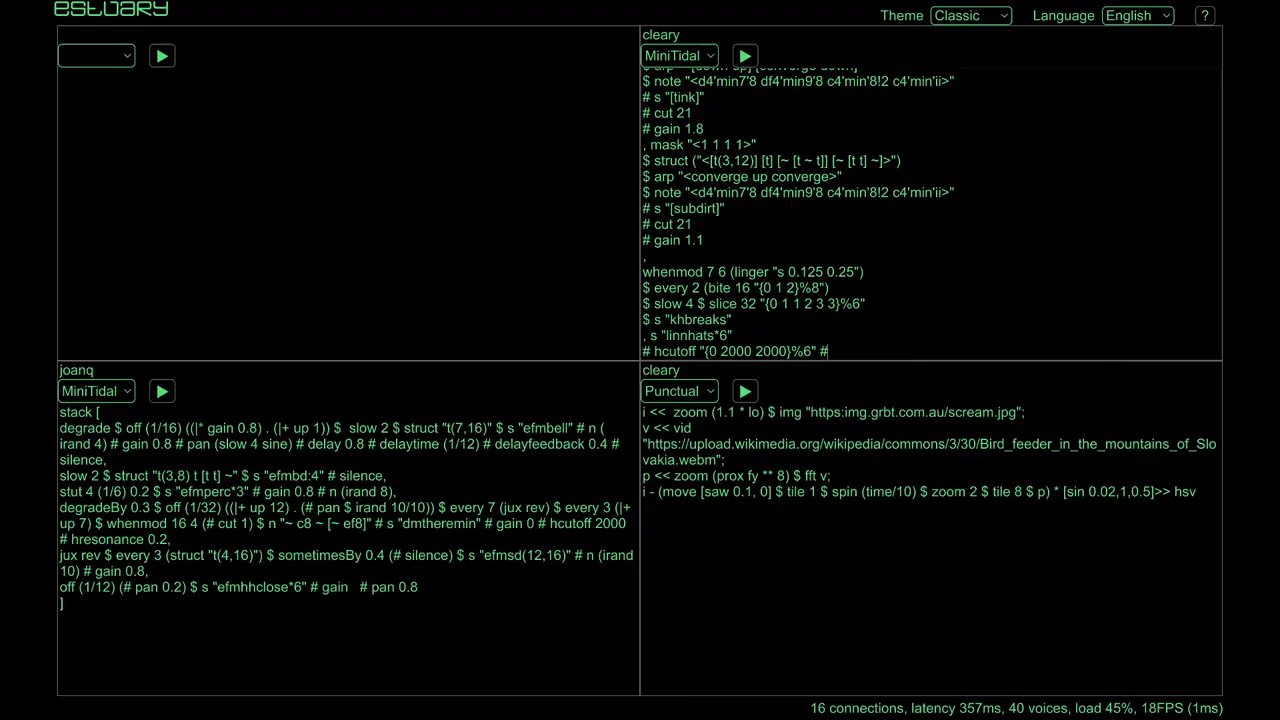 estuary
Theme Classic Language English ?
cleary
MiniTidal
$ note "<d4'min7'8 df4'min9'8 c4'min'8!2 c4'min'ii>"
# s "[tink]"
# cut 21
# gain 1.8
, mask "<1 1 1 1>"
$ struct ("<[t(3,12)] [t] [~ [t ~ t]] [~ [t t] ~]>")
$ arp "<converge up converge>"
$ note "<d4'min7'8 df4'min9'8 c4'min'8!2 c4'min'ii>"
# s "[subdirt]"
# cut 21
# gain 1.1
,
whenmod 7 6 (linger "s 0.125 0.25")
$ every 2 (bite 16 "{0 1 2}%8")
$ slow 4 $ slice 32 "{0 1 1 2 3 3}%6"
$ s "khbreaks"
, s "linnhats*6"
# hcutoff "{0 2000 2000}%6" #
joanq
MiniTidal
stack [
degrade $ off (1/16) ((|* gain 0.8) . (|+ up 1)) $  slow 2 $ struct "t(7,16)" $ s "efmbell" # n (
irand 4) # gain 0.8 # pan (slow 4 sine) # delay 0.8 # delaytime (1/12) # delayfeedback 0.4 #
silence,
slow 2 $ struct "t(3,8) t [t t] ~" $ s "efmbd:4" # silence,
stut 4 (1/6) 0.2 $ s "efmperc*3" # gain 0.8 # n (irand 8),
degradeBy 0.3 $ off (1/32) ((|+ up 12) . (# pan $ irand 10/10)) $ every 7 (jux rev) $ every 3 (|+
up 7) $ whenmod 16 4 (# cut 1) $ n "~ c8 ~ [~ ef8]" # s "dmtheremin" # gain 0 # hcutoff 2000
# hresonance 0.2,
jux rev $ every 3 (struct "t(4,16)") $ sometimesBy 0.4 (# silence) $ s "efmsd(12,16)" # n (irand
10) # gain 0.8,
off (1/12) (# pan 0.2) $ s "efmhhclose*6" # gain   # pan 0.8
]
cleary
Punctual
i <<  zoom (1.1 * lo) $ img "https:img.grbt.com.au/scream.jpg";
v << vid
"https://upload.wikimedia.org/wikipedia/commons/3/30/Bird_feeder_in_the_mountains_of_Slo
vakia.webm";
p << zoom (prox fy ** 8) $ fft v;
i - (move [saw 0.1, 0] $ tile 1 $ spin (time/10) $ zoom 2 $ tile 8 $ p) * [sin 0.02,1,0.5]>> hsv
16 connections, latency 357ms, 40 voices, load 45%, 18FPS (1ms)